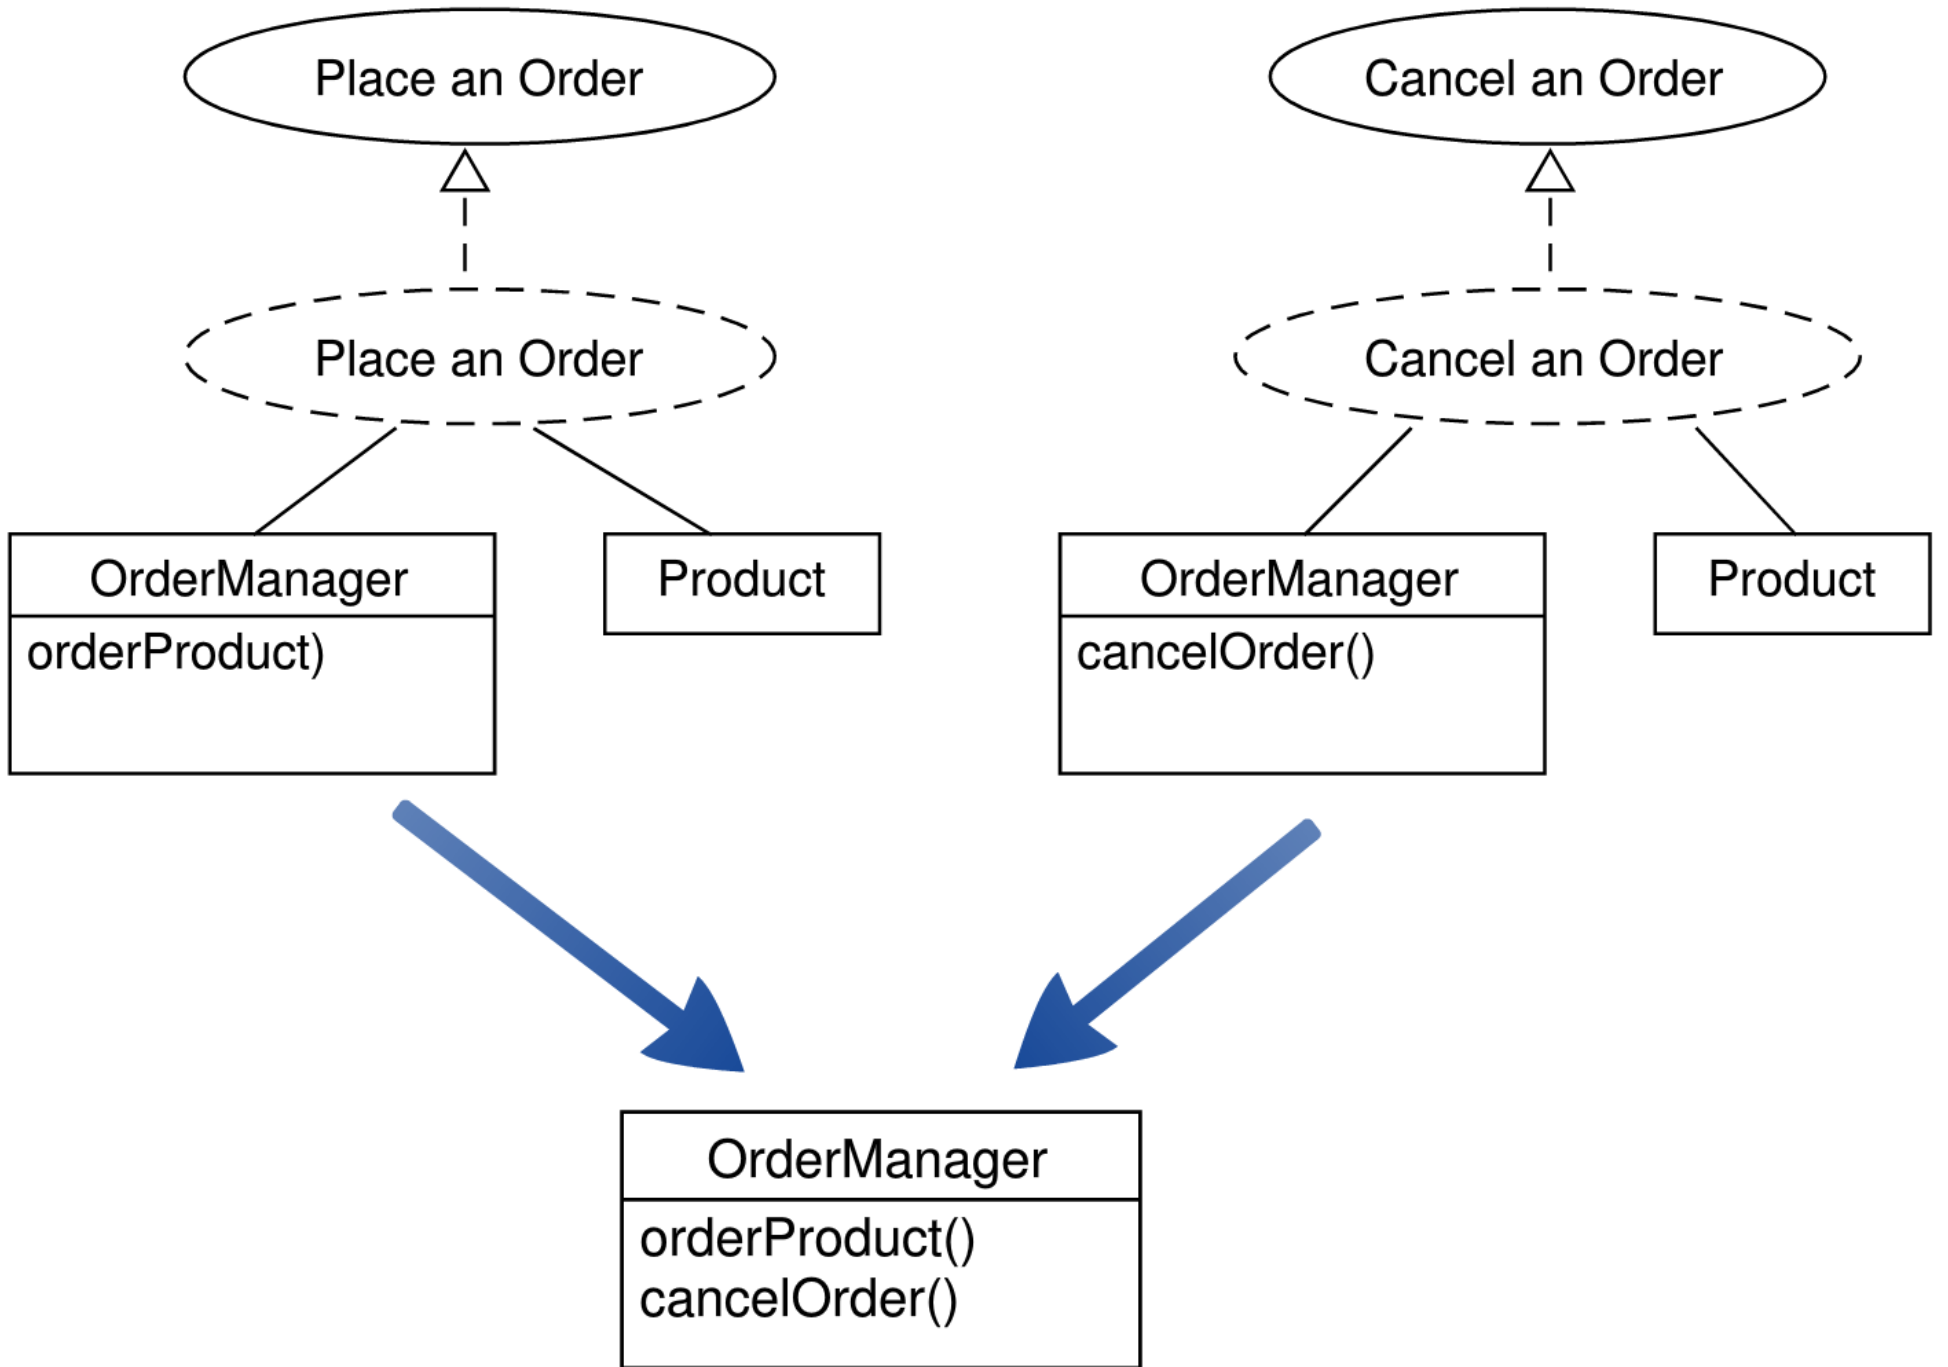 Place an Order
Cancel an Order
Place an Order
Cancel an Order
OrderManager
Product
OrderManager
Product
orderProduct)
cancelOrder()
OrderManager
orderProduct()
cancelOrder()